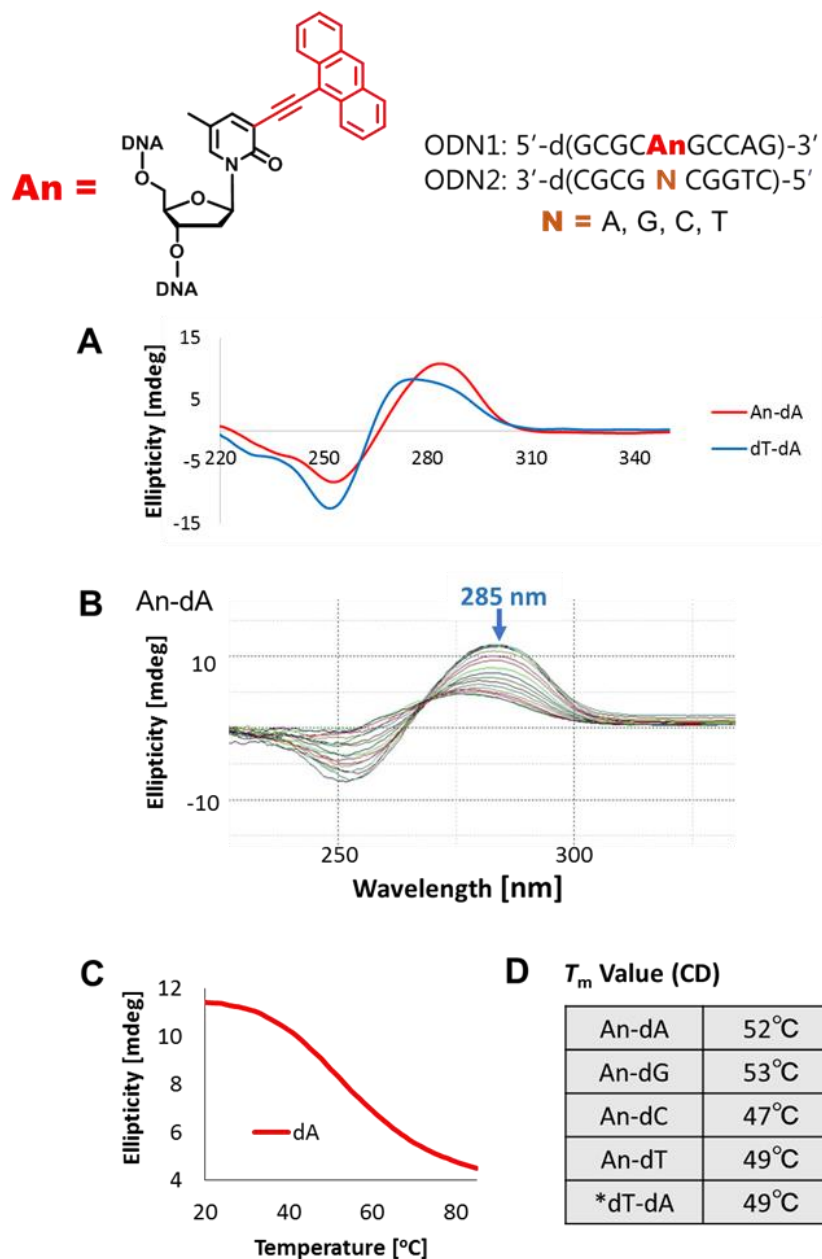 An =
DNA
O
O
N
O
O
DNA
ODN1: 5′-d(GCGCAnGCCAG)-3′
ODN2: 3′-d(CGCG N CGGTC)-5′
N = A, G, C, T
A
Ellipticity [mdeg]
15
5
-5
-15
220 250 280 310 340
An-dA
dT-dA
B An-dA
285 nm
Ellipticity [mdeg]
10
-10
250 300
Wavelength [nm]
C
Ellipticity [mdeg]
12
10
8
6
4
dA
20 40 60 80
Temperature [°C]
D Tm Value (CD)
An-dA 52℃
An-dG 53℃
An-dC 47℃
An-dT 49℃
*dT-dA 49℃